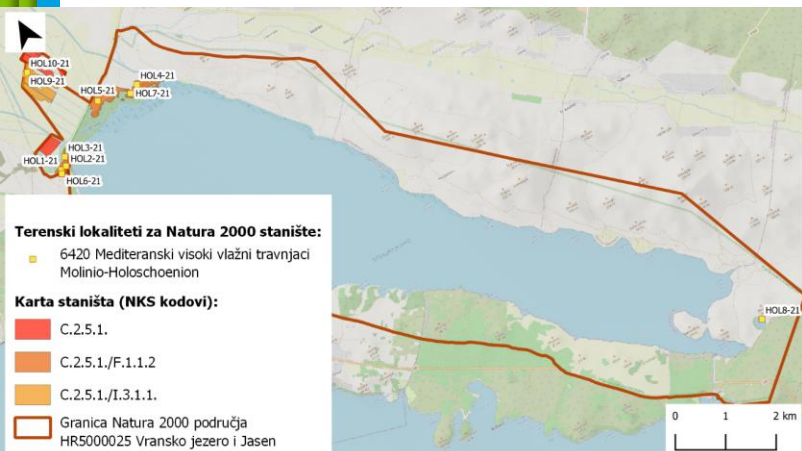 HOL10-21
HOL9-21
HOL4-21
HOL5-21
HOL7-21
HOL3-21
HOL1-21
HOL2-21
HOL6-21
HOL8-21
Terenski lokaliteti za Natura 2000 stanište:
6420 Mediteranski visoki vlažni travnjaci
Molinio-Holoschoenion
Karta staništa (NKS kodovi):
C.2.5.1.
C.2.5.1./F.1.1.2
C.2.5.1./I.3.1.1.
Granica Natura 2000 područja
HR5000025 Vransko jezero i Jasen
0 1 2 km